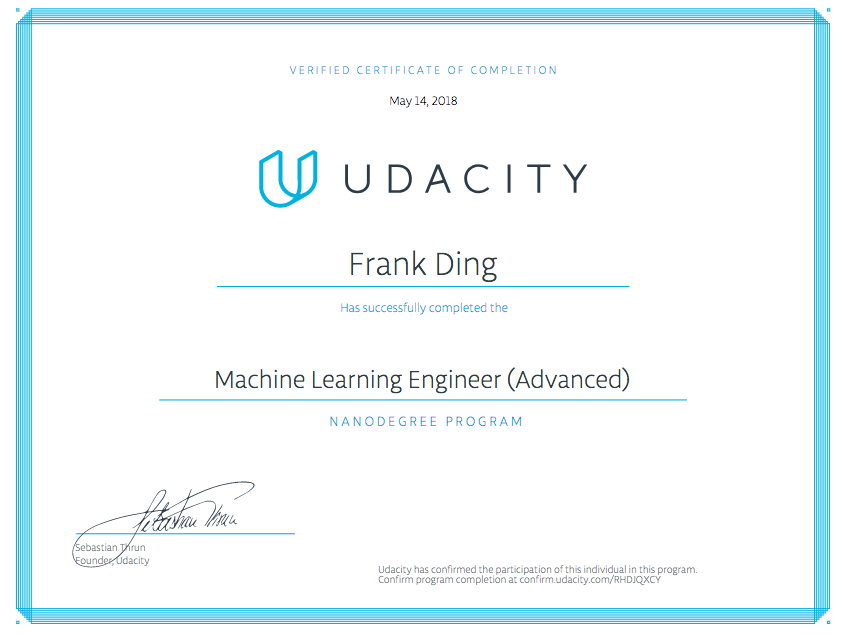 VERIFIED CERTIFICATE OF COMPLETION
May 14, 2018
UDACITY
Frank Ding
Has successfully completed the
Machine Learning Engineer (Advanced)
NANODEGREE PROGRAM
Sebastian Thrun
Sebastian Thrun
Founder, Udacity
Udacity has confirmed the participation of this individual in this program.
Confirm program completion at confirm.udacity.com/RHDJQXCY